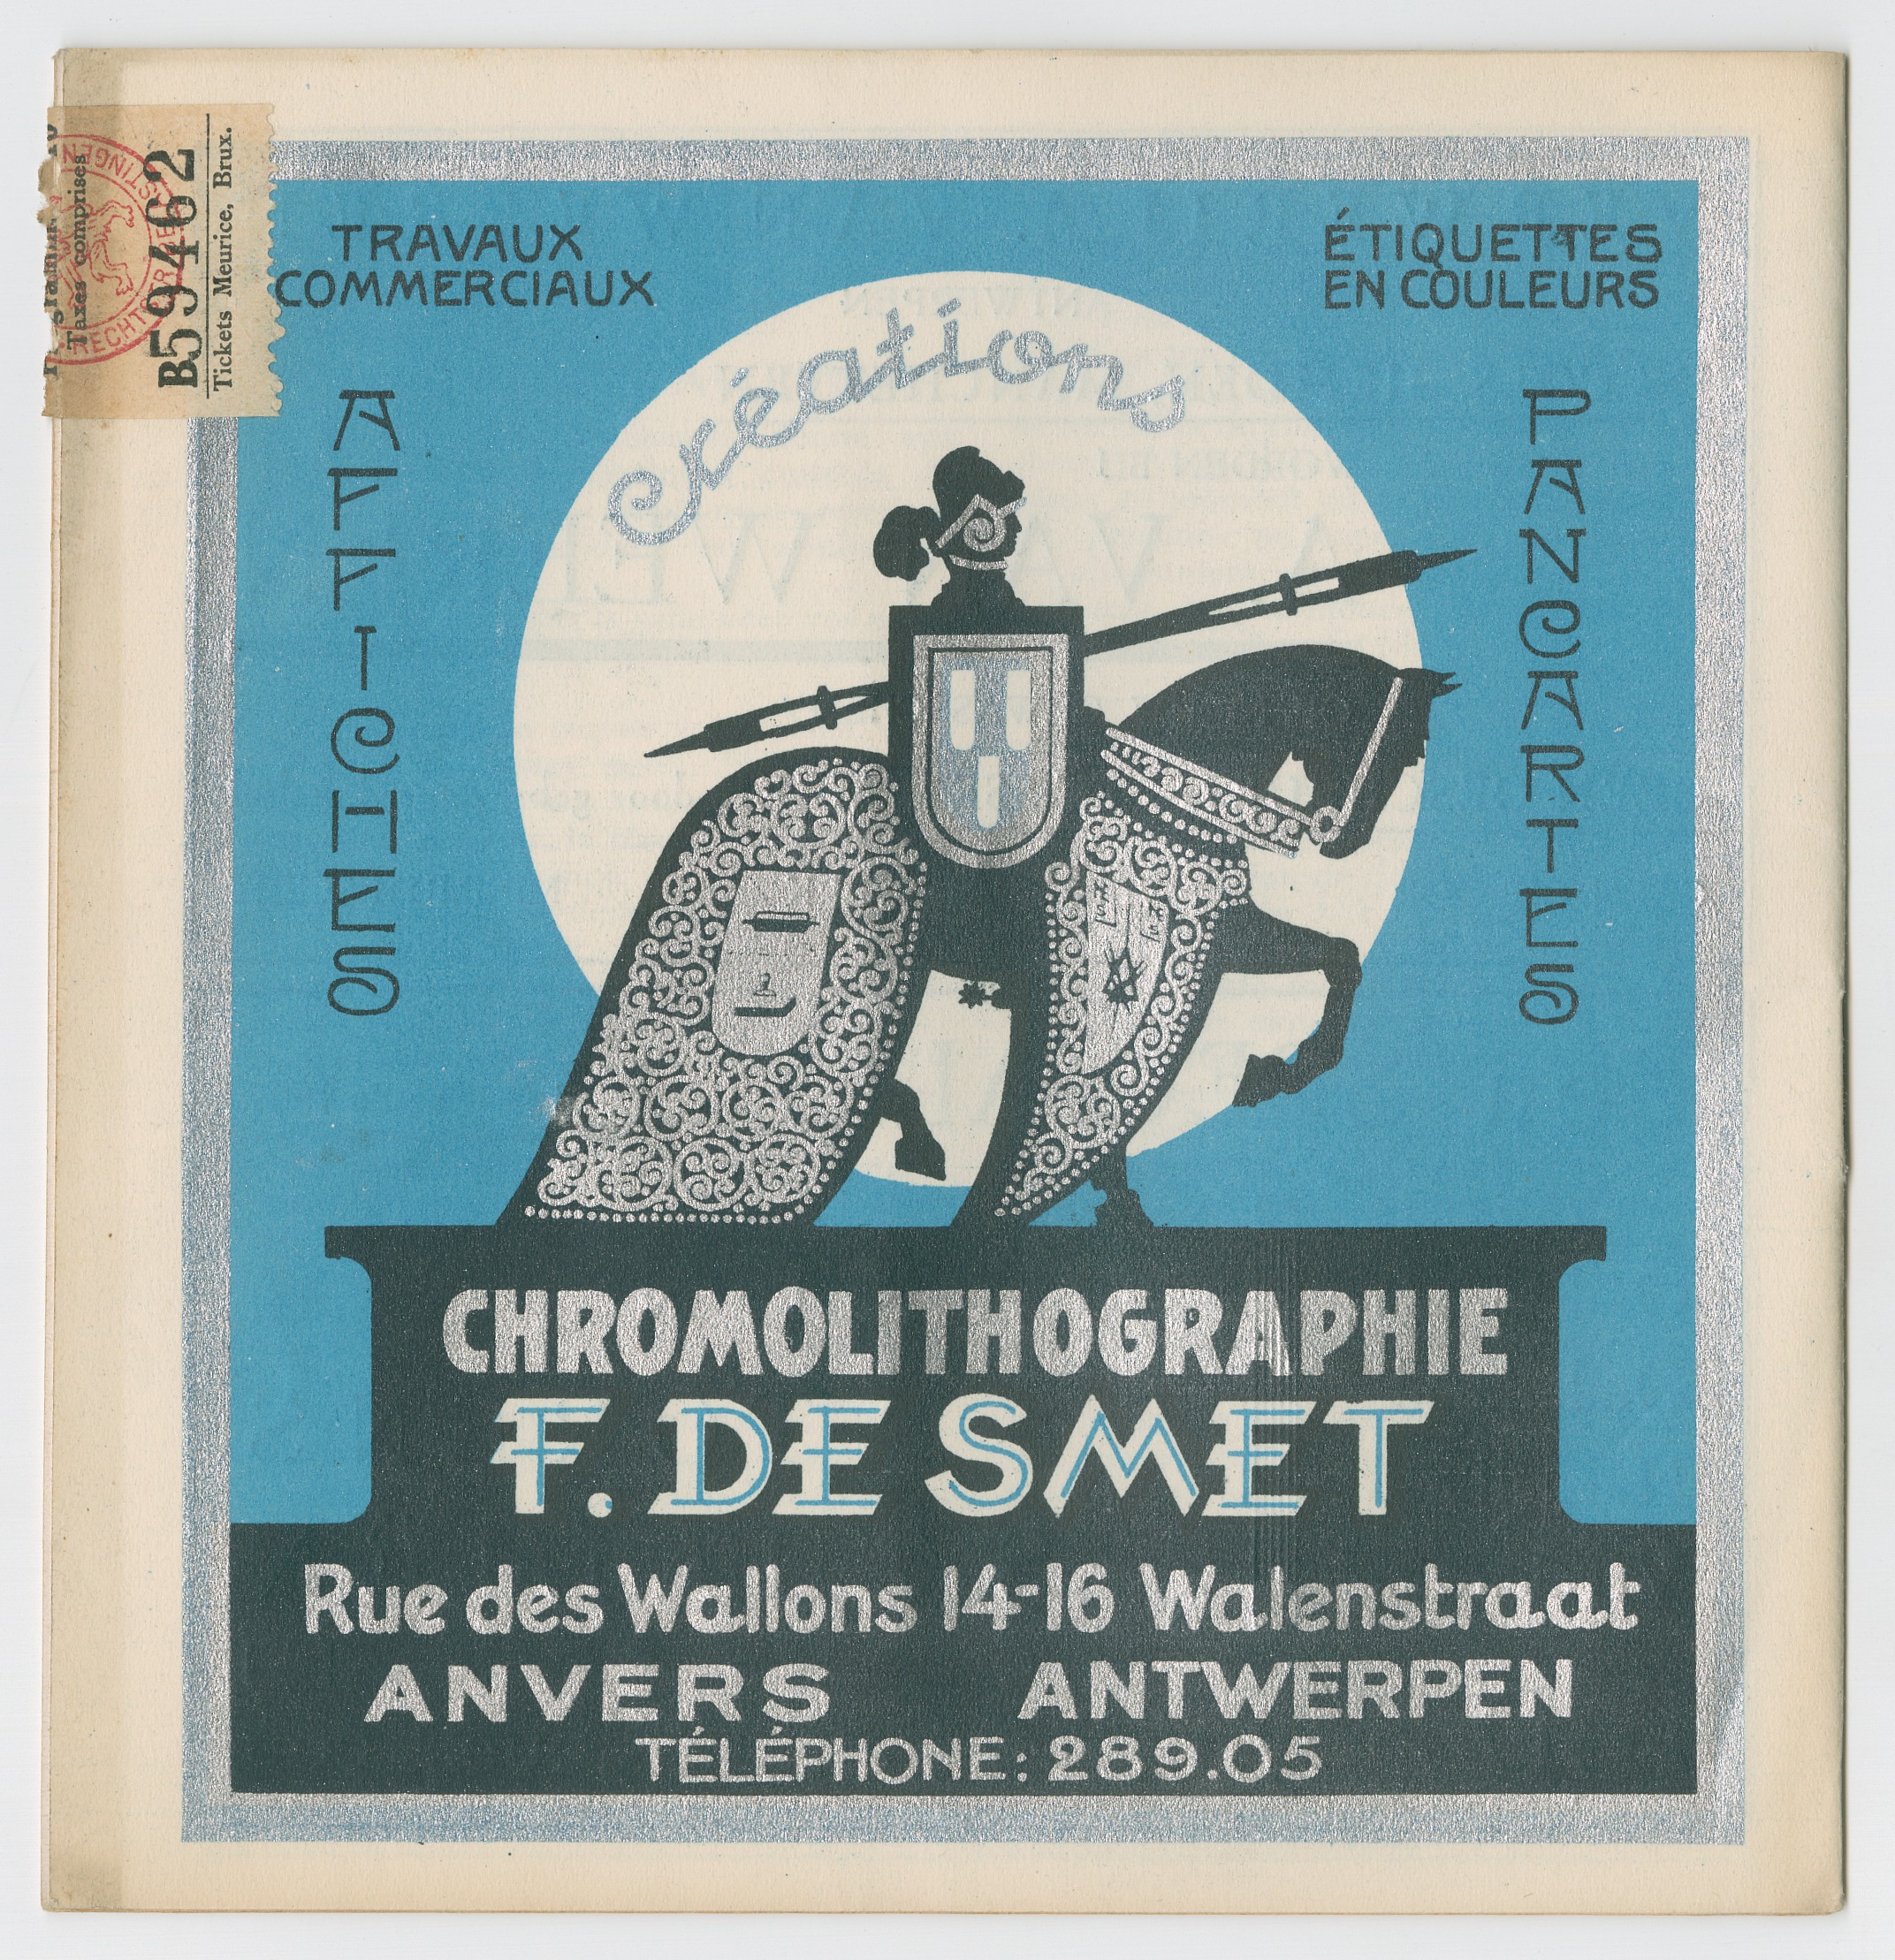 TRAVAUX
COMMERCIAUX
ÉTIQUETTES
EN COULEURS
Taxes comprises
B59462
Tickets Meurice, Brux.
créations
AFFICHES
PANCARTES
CHROMOLITHOGRAPHIE
F. DE SMET
Rue des Wallons 14-16 Walenstraat
ANVERS ANTWERPEN
TÉLÉPHONE: 289.05